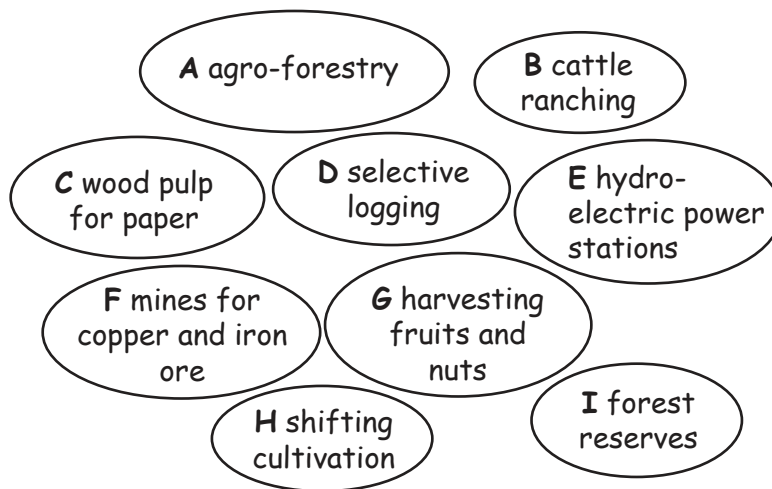 A agro-forestry
B cattle
ranching
C wood pulp
for paper
D selective
logging
E hydro-
electric power
stations
F mines for
copper and iron
ore
G harvesting
fruits and
nuts
H shifting
cultivation
I forest
reserves